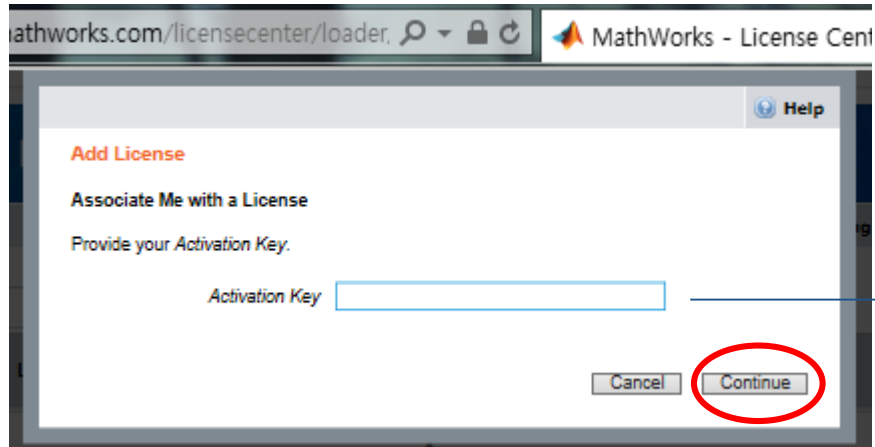 athworks.com/licensecenter/loader, MathWorks - License Cent
Help
Add License
Associate Me with a License
Provide your Activation Key.
Activation Key
Cancel Continue